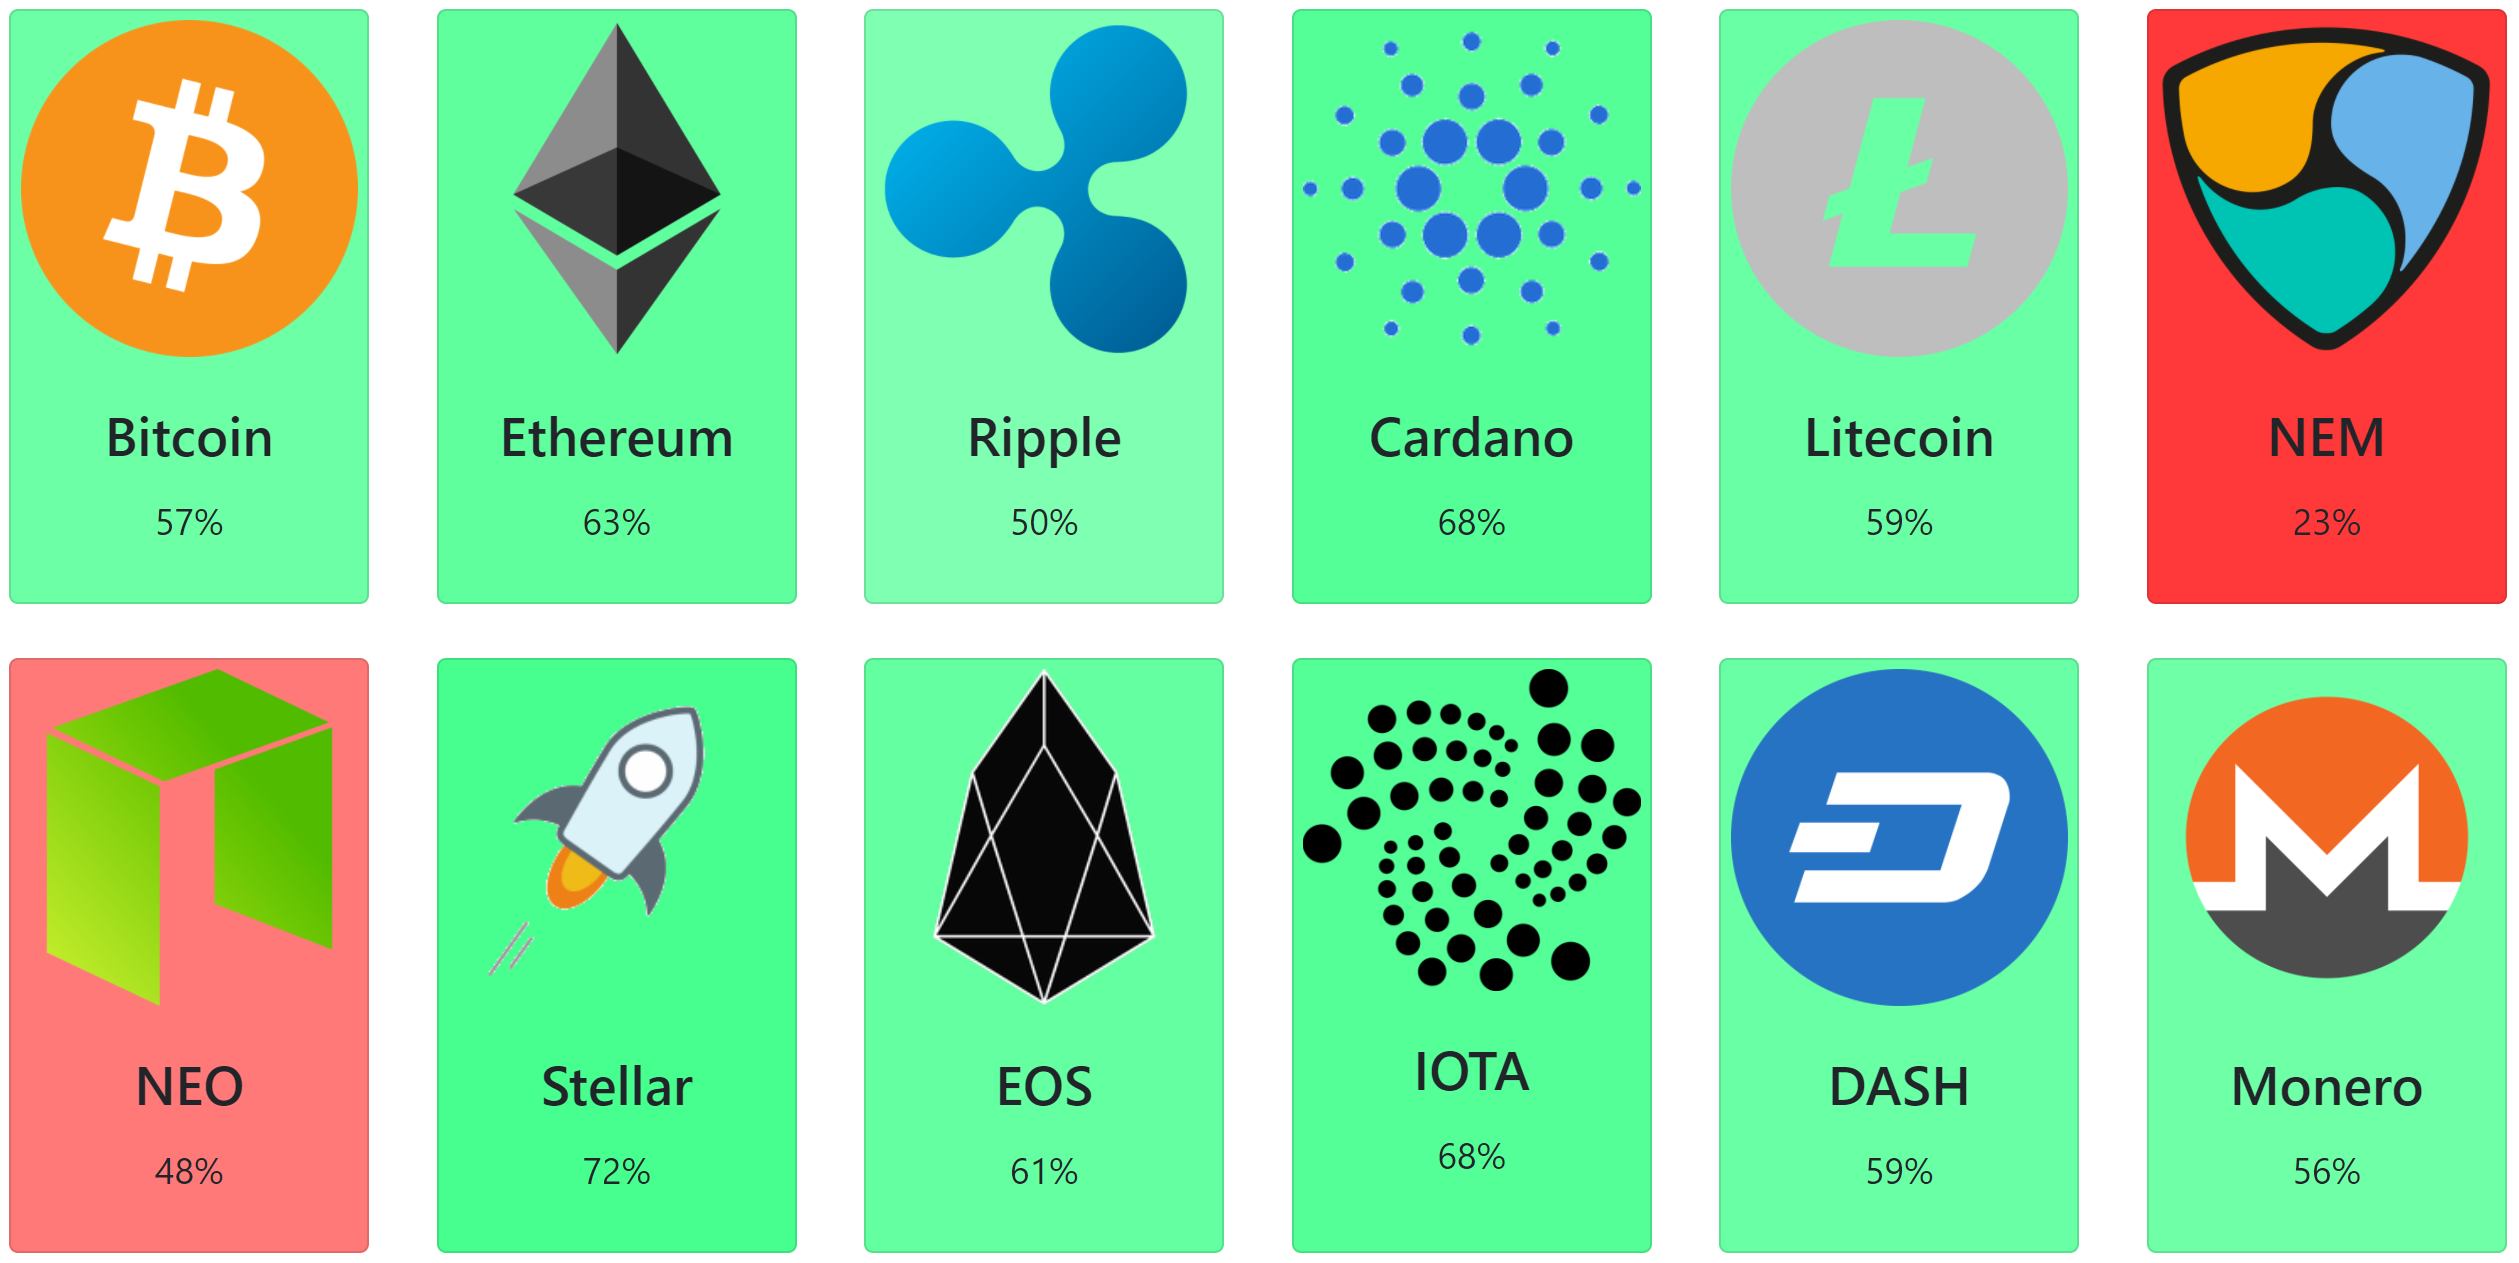 Bitcoin
57%
Ethereum
63%
Ripple
50%
Cardano
68%
Litecoin
59%
NEM
23%
NEO
48%
Stellar
72%
EOS
61%
IOTA
68%
DASH
59%
Monero
56%